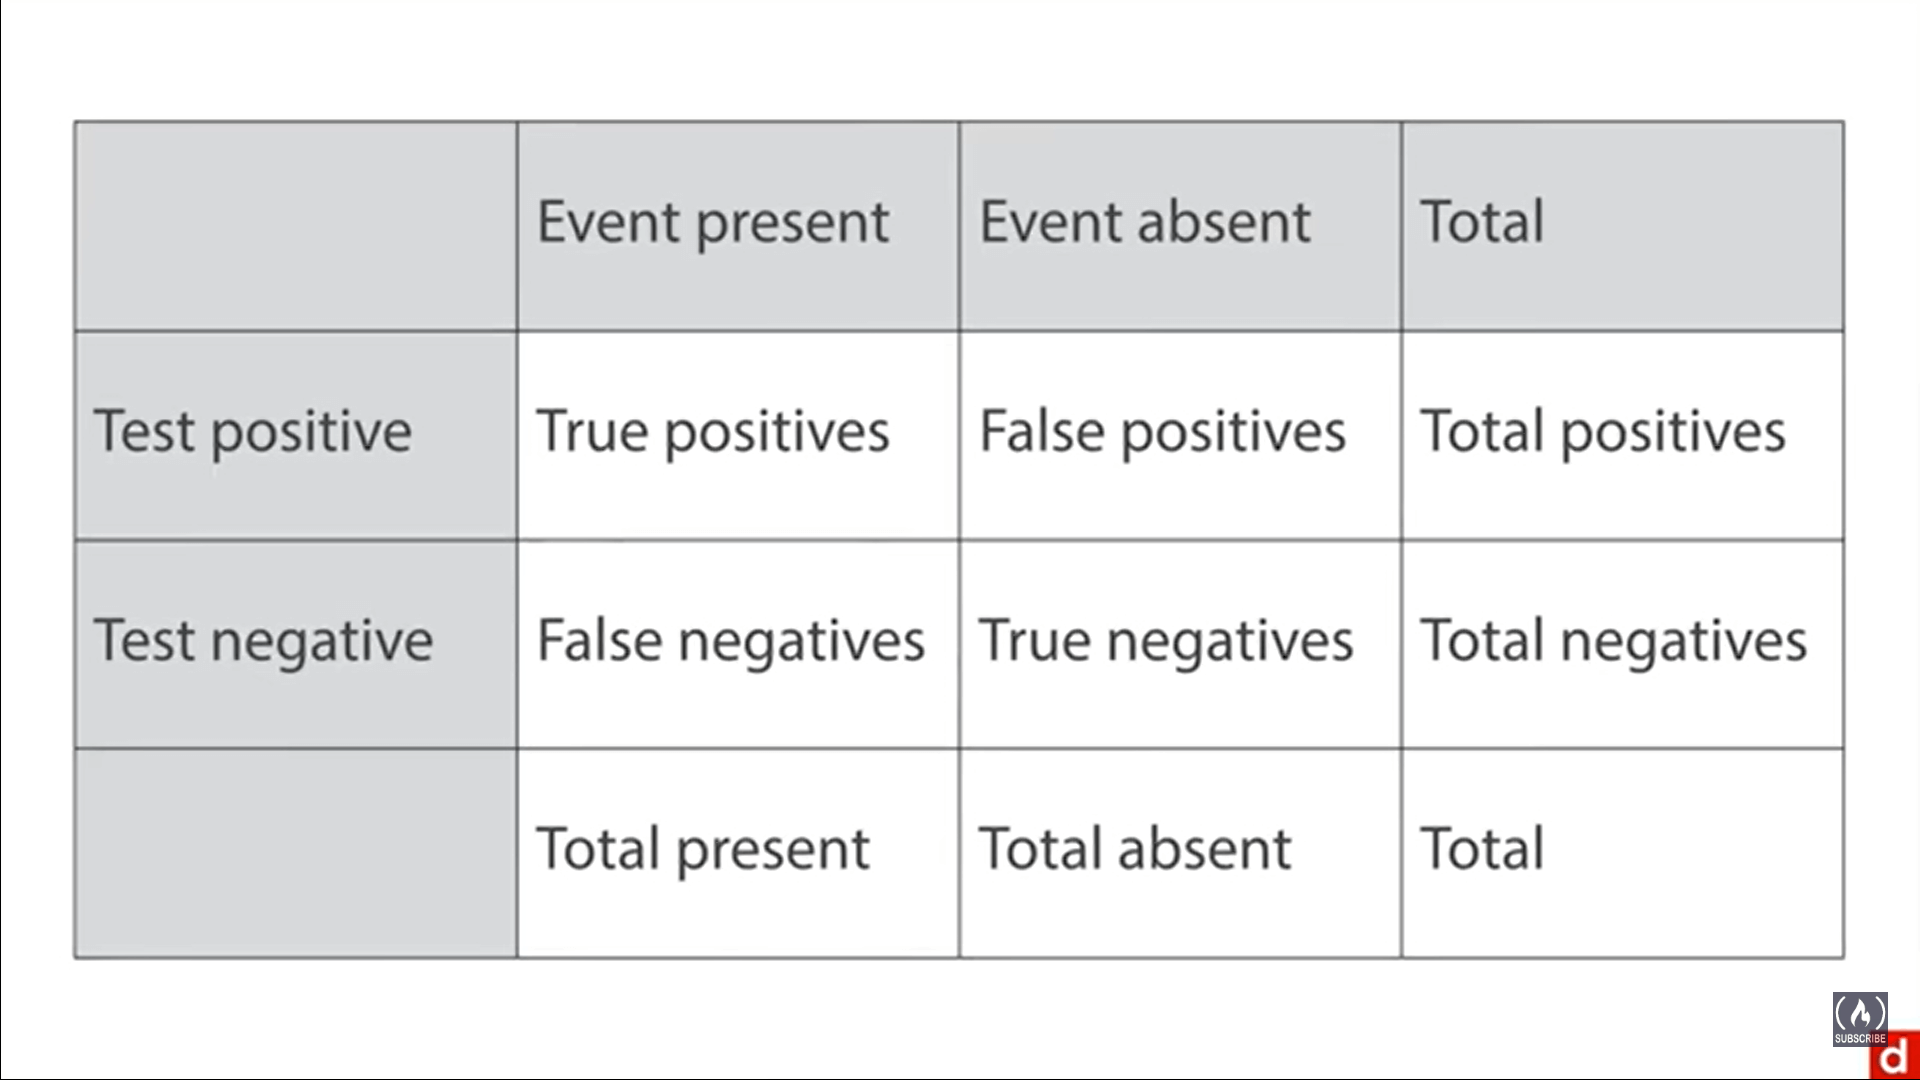 Event present Event absent Total
Test positive True positives False positives Total positives
Test negative False negatives True negatives Total negatives
Total present Total absent Total
SUBSCRIBE
d